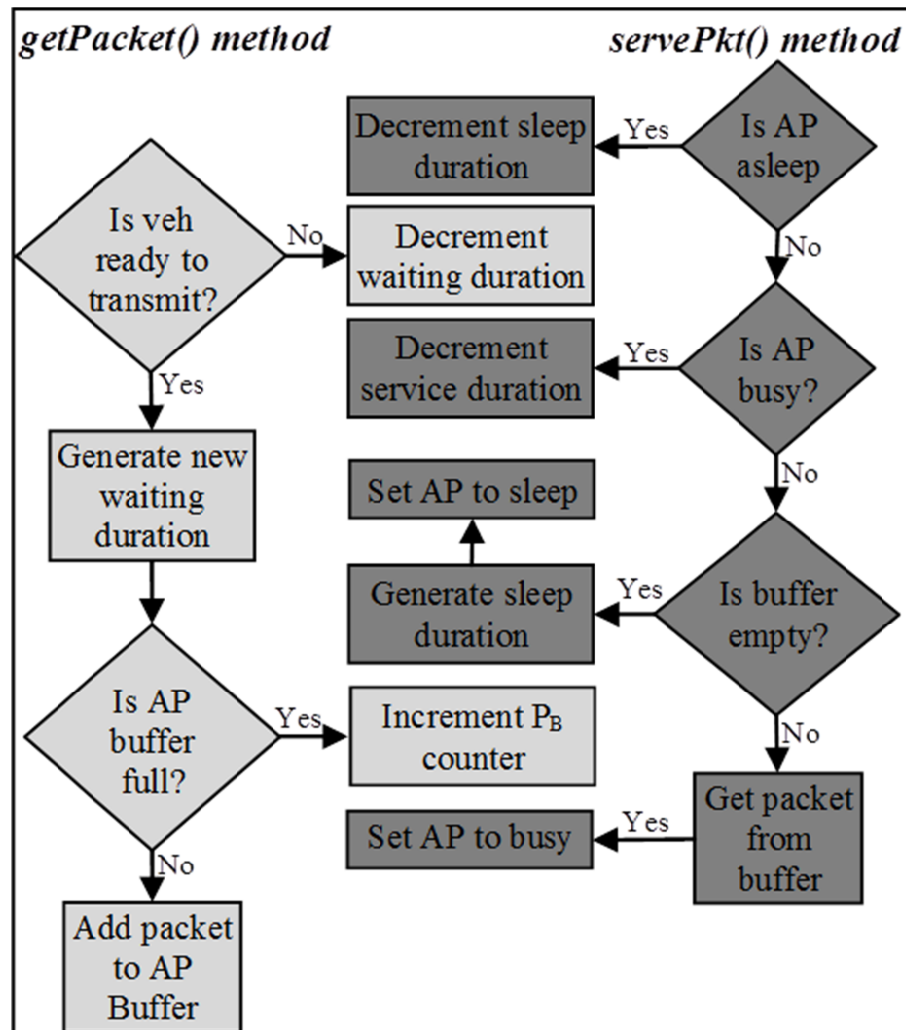 getPacket() method
servePkt() method
Decrement sleep
duration
Yes
Is AP
asleep
Is veh
ready to
transmit?
No
Decrement
waiting duration
No
Decrement
service duration
Yes
Is AP
busy?
Yes
Generate new
waiting
duration
Set AP to sleep
No
Generate sleep
duration
Yes
Is buffer
empty?
Is AP
buffer
full?
Yes
Increment PB
counter
No
Set AP to busy
Yes
Get packet
from
buffer
No
Add packet
to AP
Buffer